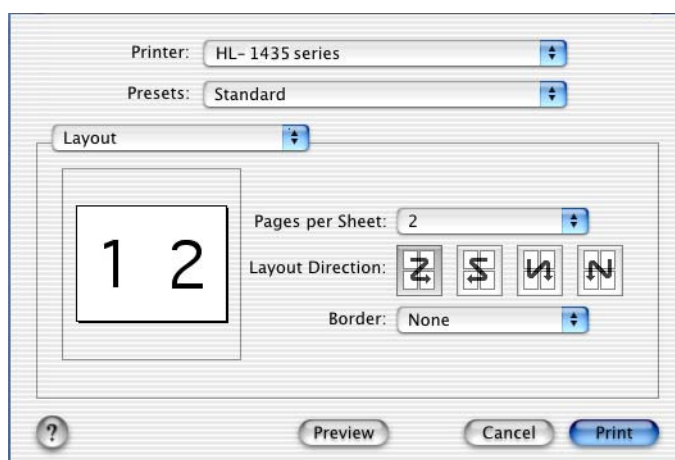 Printer: HL- 1435 series
Presets: Standard
Layout
1 2
Pages per Sheet: 2
Layout Direction:
Border: None
? Preview Cancel Print